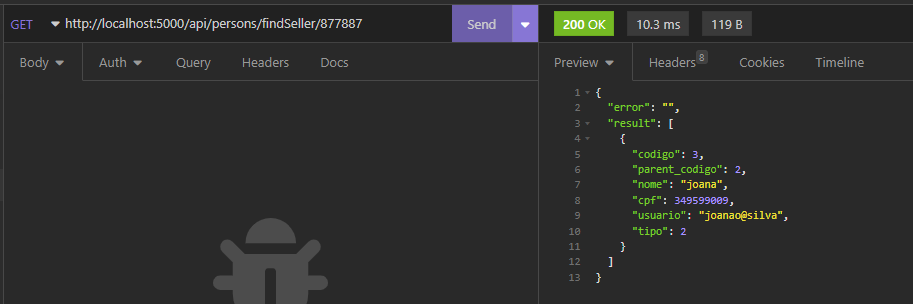 GET http://localhost:5000/api/persons/findSeller/877887 Send 200 OK 10.3 ms 119 B
Body Auth Query Headers Docs Preview Headers 8 Cookies Timeline
1 {
2 "error": "",
3 "result": [
4 {
5 "codigo": 3,
6 "parent_codigo": 2,
7 "nome": "joana",
8 "cpf": 349599009,
9 "usuario": "joanao@silva",
10 "tipo": 2
11 }
12 ]
13 }